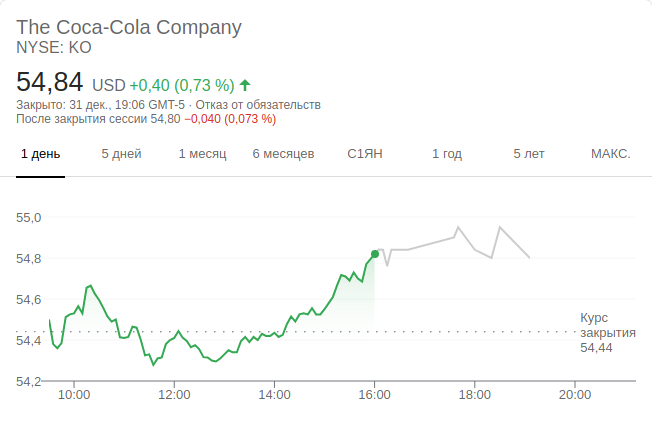 The Coca-Cola Company
NYSE: KO
54,84 USD +0,40 (0,73 %)
Закрыто: 31 дек., 19:06 GMT-5 · Отказ от обязательств
После закрытия сессии 54,80 −0,040 (0,073 %)
1 день 5 дней 1 месяц 6 месяцев С1ЯН 1 год 5 лет МАКС.
55,0
54,8
54,6
54,4
54,2
Курс
закрытия
54,44
10:00 12:00 14:00 16:00 18:00 20:00